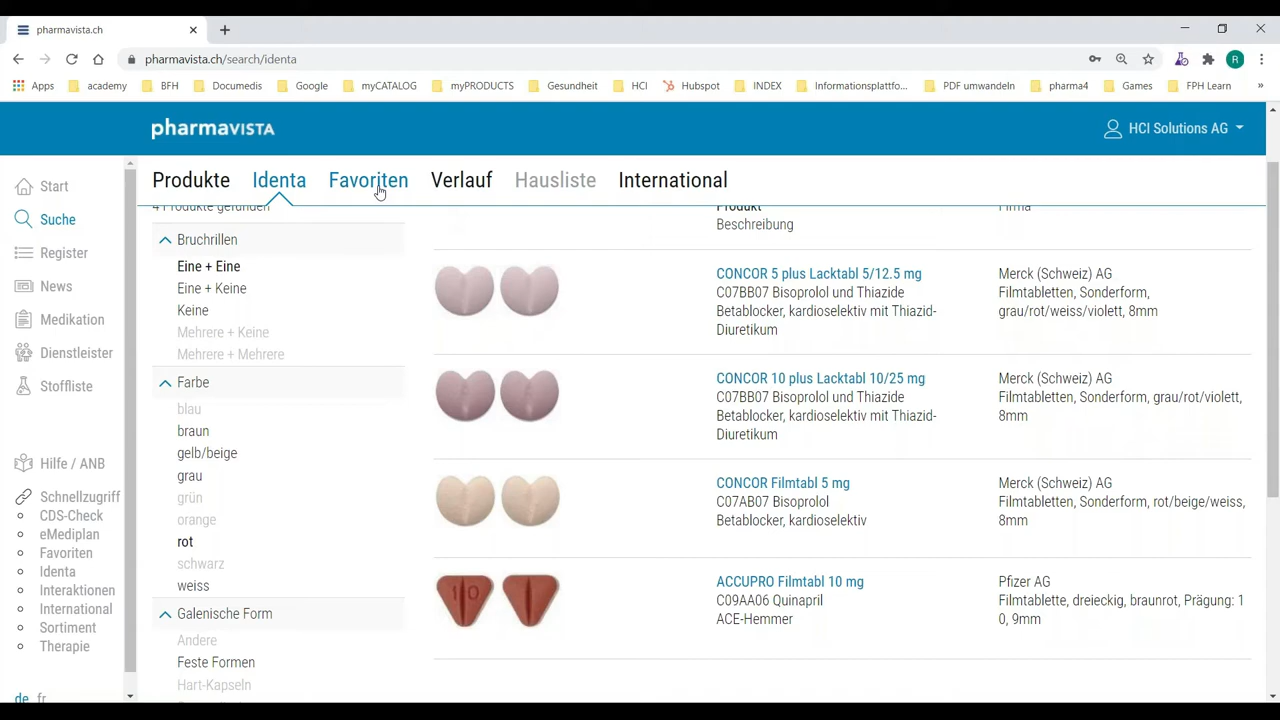 pharmavista.ch
pharmavista.ch/search/identa
R
Apps
academy
BFH
Documedis
Google
myCATALOG
myPRODUCTS
Gesundheit
HCI
Hubspot
INDEX
Informationsplattfo...
PDF umwandeln
pharma4
Games
FPH Learn
»
pharmaVISTA
HCI Solutions AG
Start
Suche
Register
News
Medikation
Dienstleister
Stoffliste
Hilfe / ANB
Schnellzugriff
CDS-Check
eMediplan
Favoriten
Identa
Interaktionen
International
Sortiment
Therapie
de fr
Produkte
Identa
Favoriten
Verlauf
Hausliste
International
4 Produkte gefunden
Bruchrillen
Eine + Eine
Eine + Keine
Keine
Mehrere + Keine
Mehrere + Mehrere
Farbe
blau
braun
gelb/beige
grau
grün
orange
rot
schwarz
weiss
Galenische Form
Andere
Feste Formen
Hart-Kapseln
Produkt
Beschreibung
Firma
CONCOR 5 plus Lacktabl 5/12.5 mg
C07BB07 Bisoprolol und Thiazide
Betablocker, kardioselektiv mit Thiazid-
Diuretikum
Merck (Schweiz) AG
Filmtabletten, Sonderform,
grau/rot/weiss/violett, 8mm
CONCOR 10 plus Lacktabl 10/25 mg
C07BB07 Bisoprolol und Thiazide
Betablocker, kardioselektiv mit Thiazid-
Diuretikum
Merck (Schweiz) AG
Filmtabletten, Sonderform, grau/rot/violett,
8mm
CONCOR Filmtabl 5 mg
C07AB07 Bisoprolol
Betablocker, kardioselektiv
Merck (Schweiz) AG
Filmtabletten, Sonderform, rot/beige/weiss,
8mm
10
ACCUPRO Filmtabl 10 mg
C09AA06 Quinapril
ACE-Hemmer
Pfizer AG
Filmtablette, dreieckig, braunrot, Prägung: 1
0, 9mm